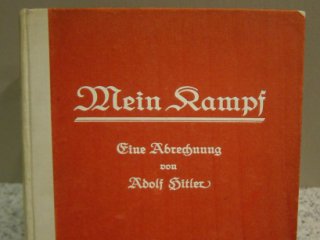 Mein Kampf
Eine Abrechnung
von
Adolf Hitler